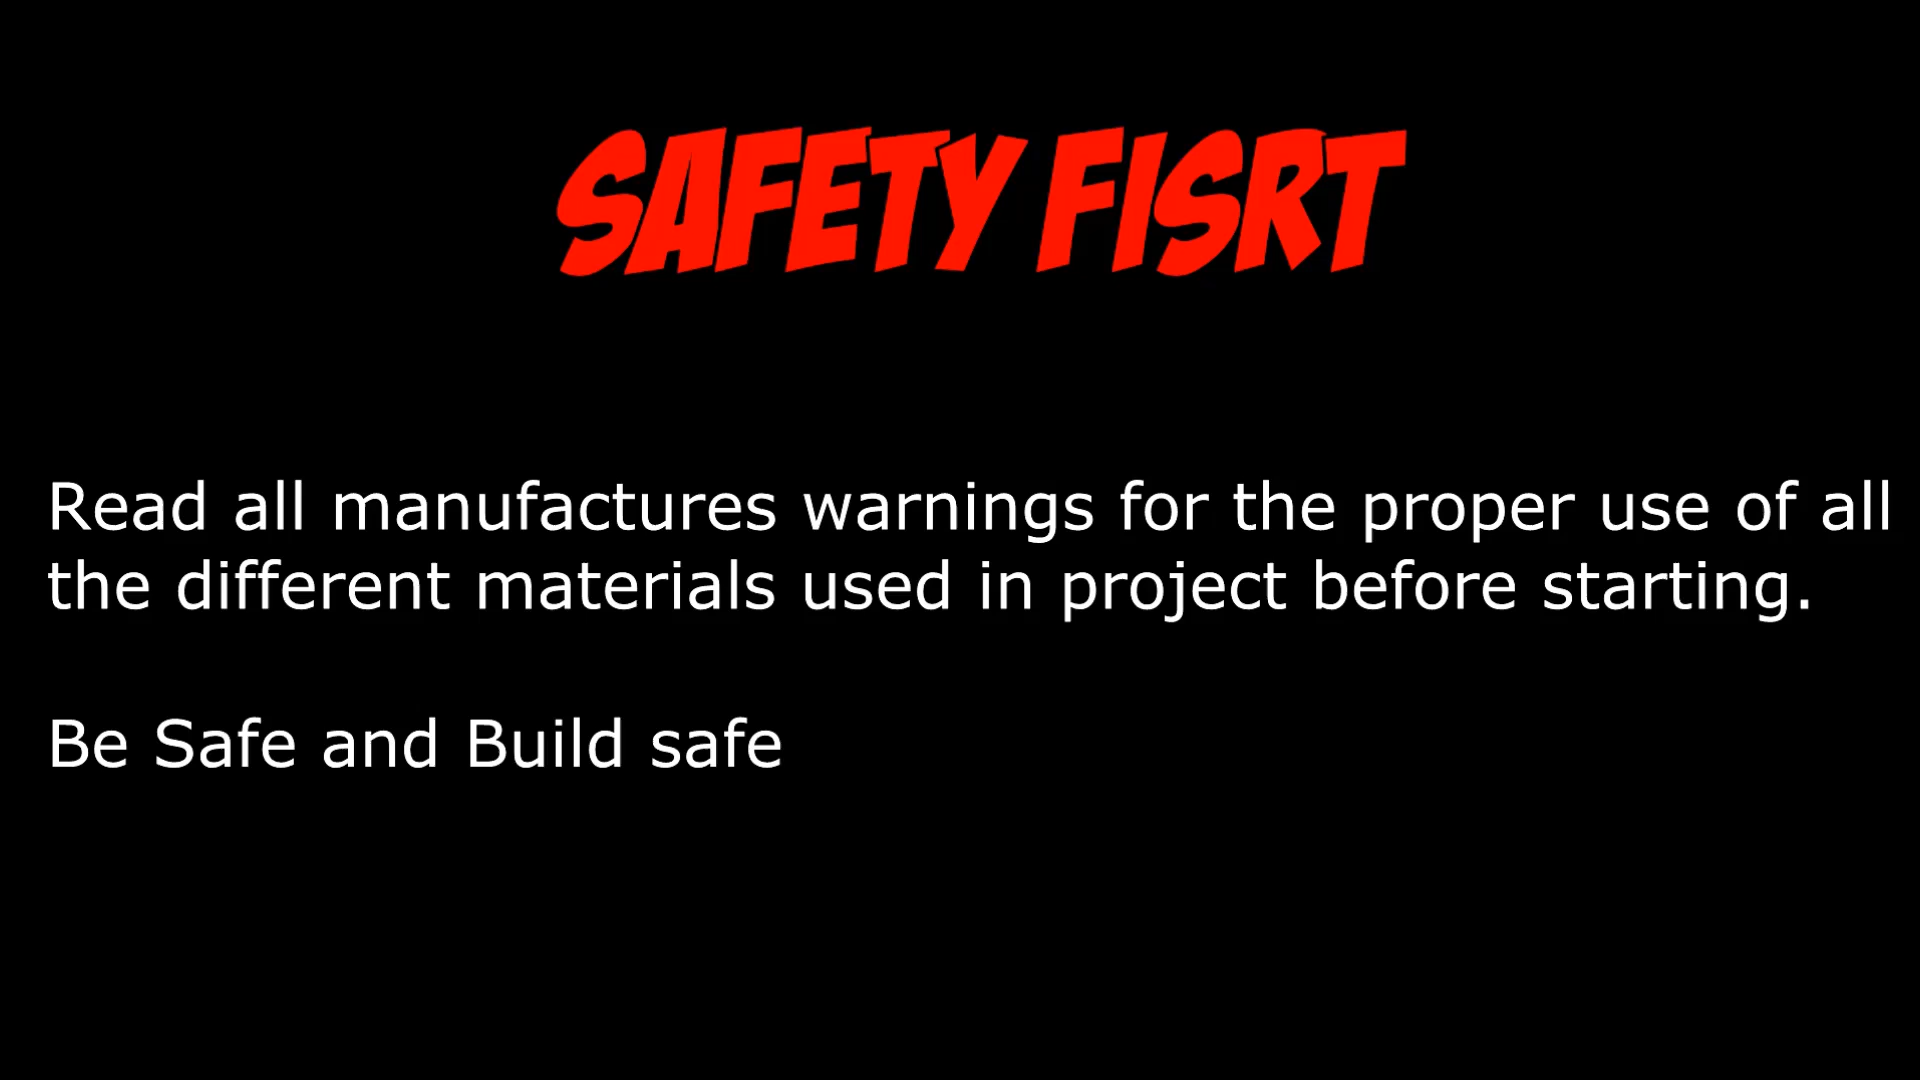 SAFETY FISRT
Read all manufactures warnings for the proper use of all
the different materials used in project before starting.
Be Safe and Build safe